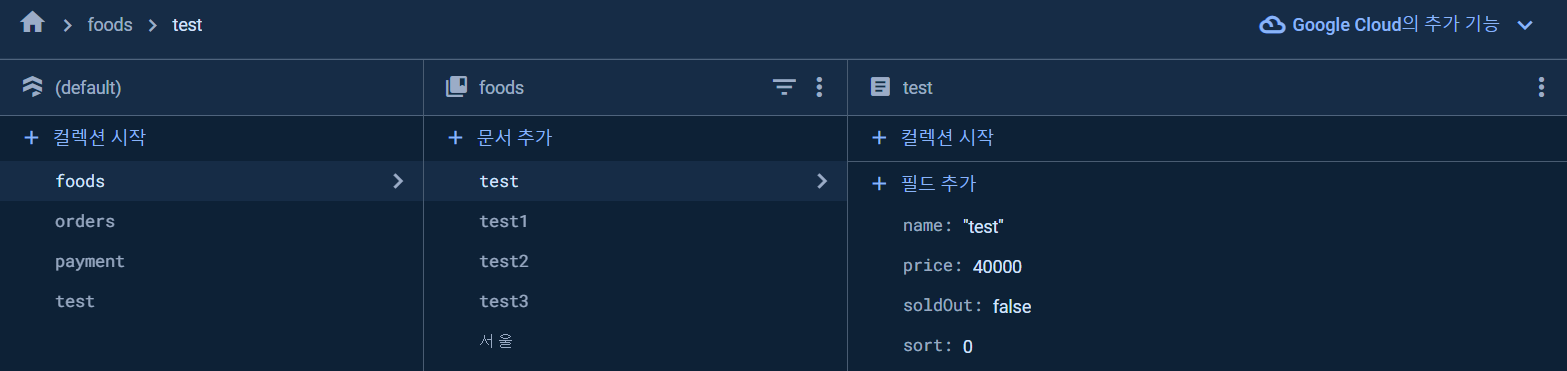 foods test
Google Cloud의 추가 기능
(default)
컬렉션 시작
foods
orders
payment
test
foods
문서 추가
test
test1
test2
test3
서울
test
컬렉션 시작
필드 추가
name: "test"
price: 40000
soldOut: false
sort: 0